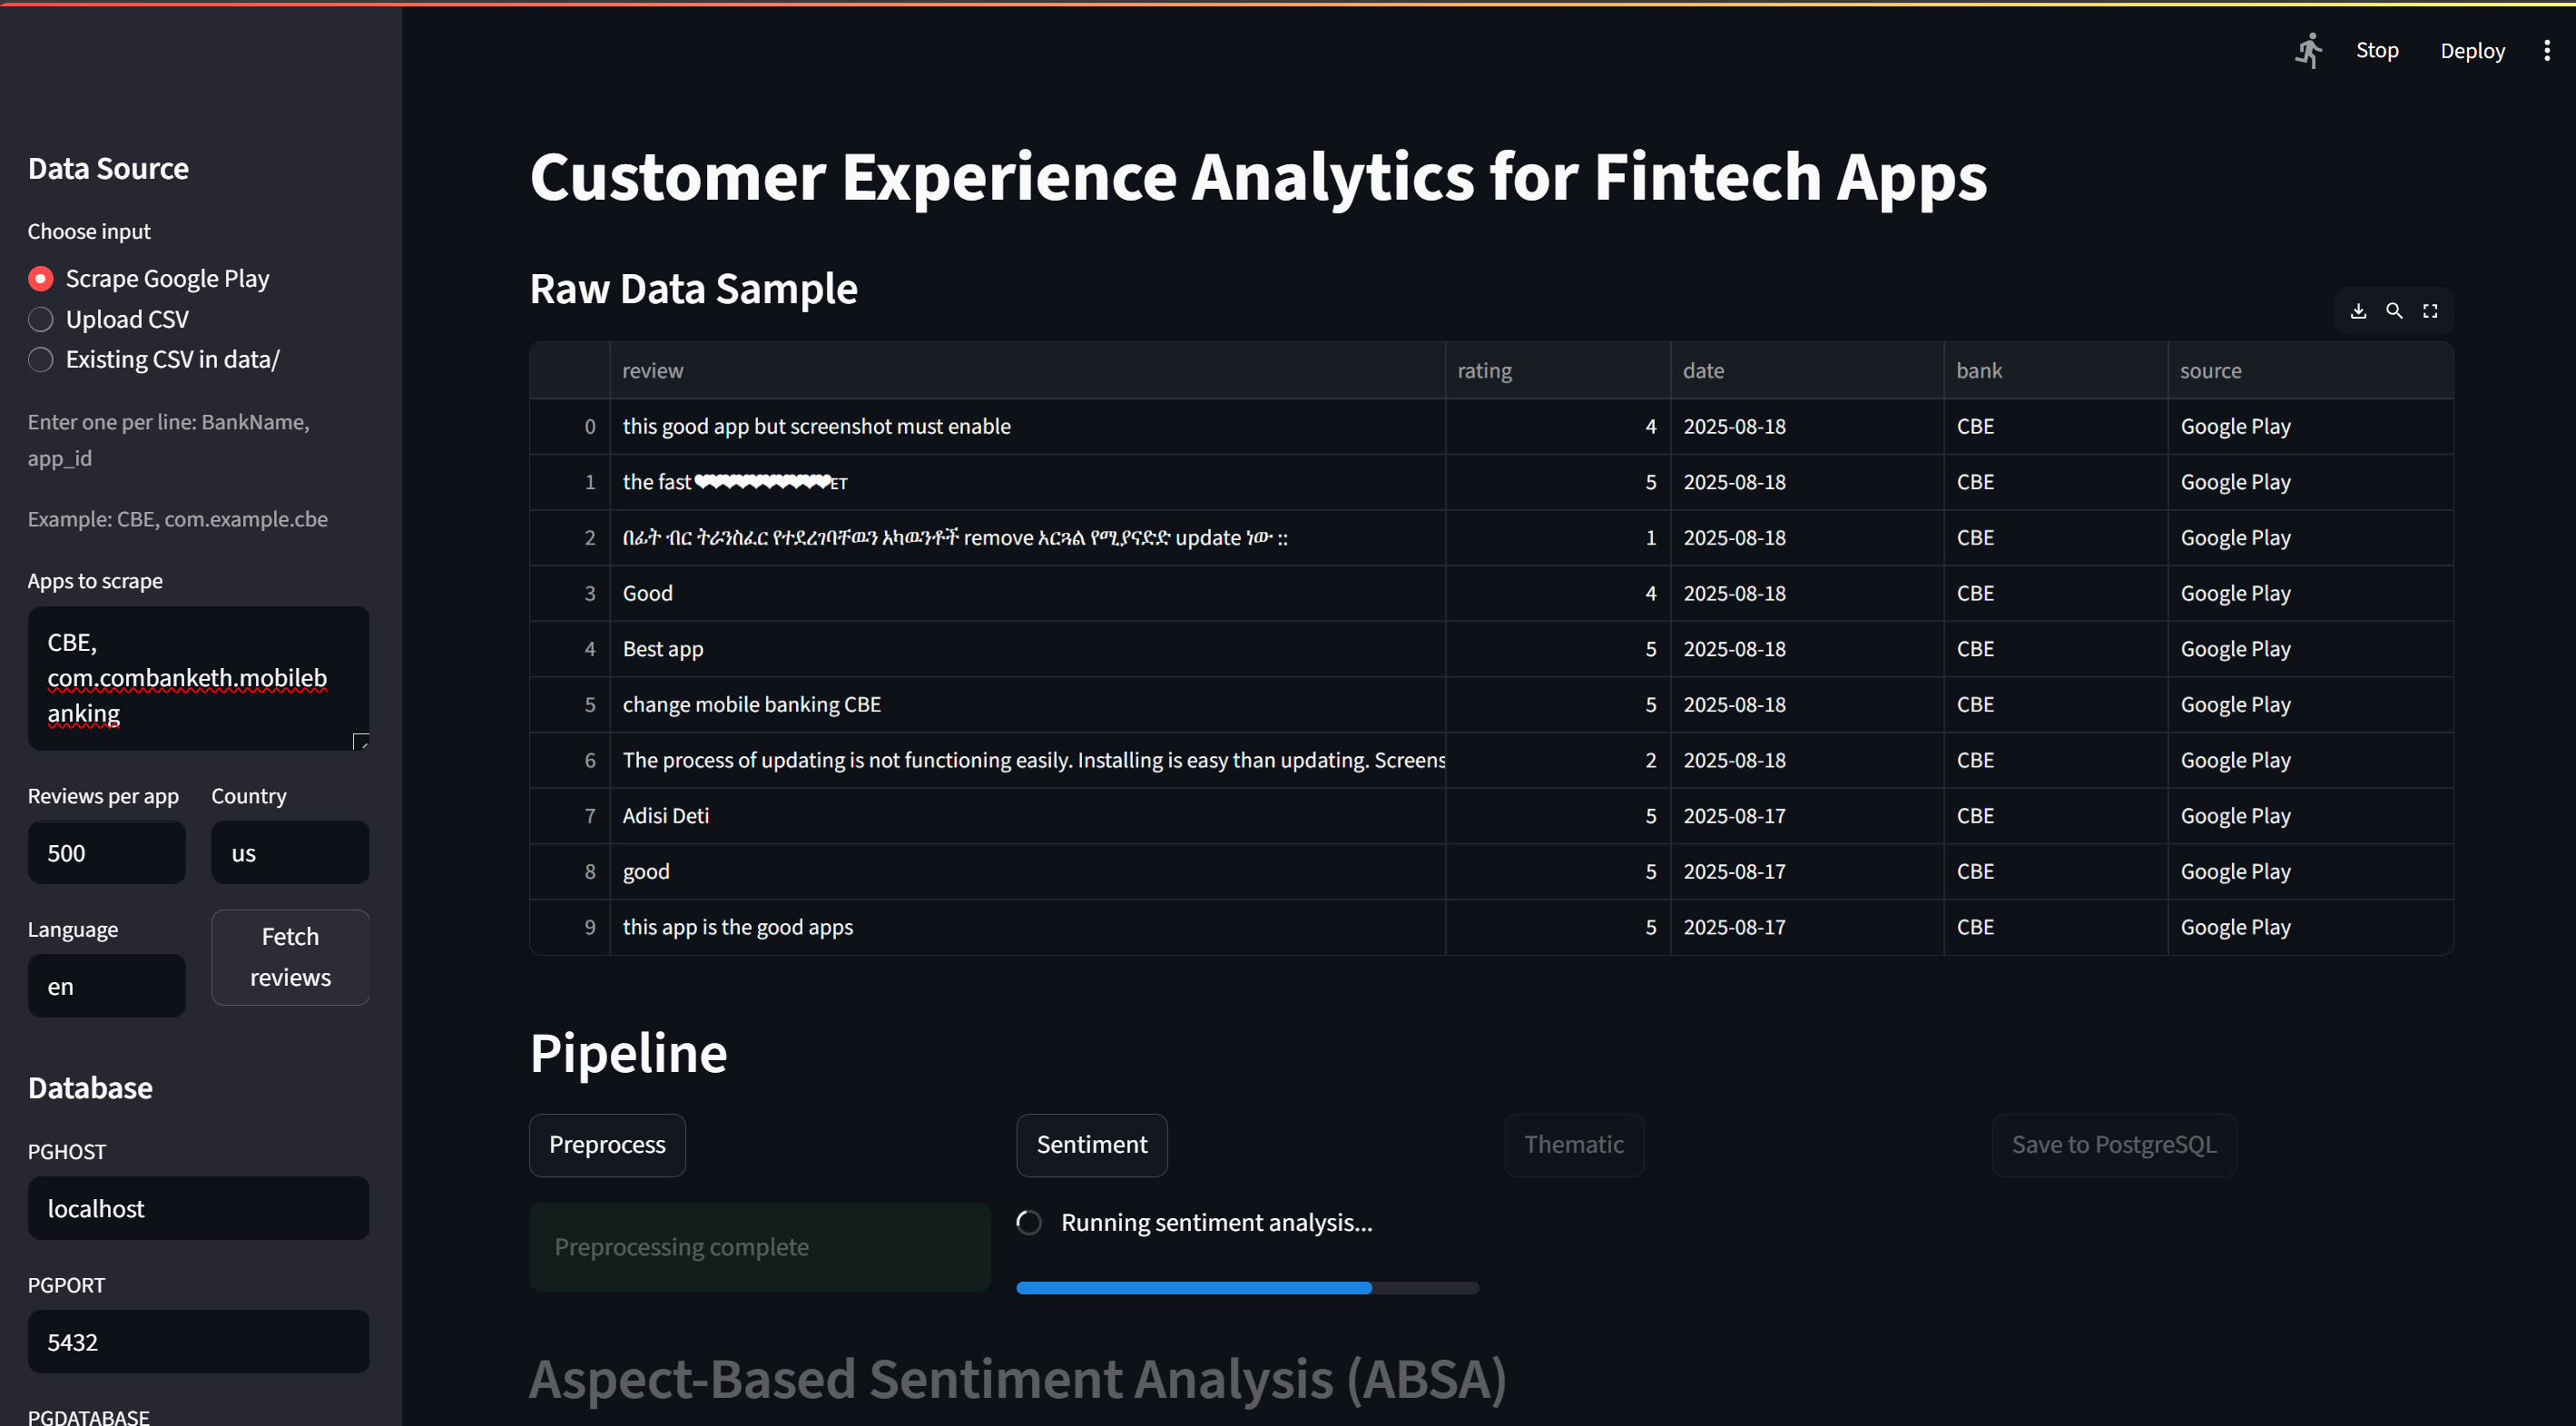 Stop
Deploy
Data Source
Choose input
Scrape Google Play
Upload CSV
Existing CSV in data/
Enter one per line: BankName,
app_id
Example: CBE, com.example.cbe
Apps to scrape
CBE,
com.combanketh.mobileb
anking
Reviews per app
Country
500
us
Language
en
Fetch
reviews
Database
PGHOST
localhost
PGPORT
5432
PGDATABASE
Customer Experience Analytics for Fintech Apps
Raw Data Sample
review rating date bank source
0 this good app but screenshot must enable 4 2025-08-18 CBE Google Play
1 the fast❤❤❤❤❤❤❤❤❤❤❤ET 5 2025-08-18 CBE Google Play
2 በፊት ብር ትራንስፈር የተደረገባቸዉን አካዉንቶች remove አርጓል የሚያናድድ update ነው :: 1 2025-08-18 CBE Google Play
3 Good 4 2025-08-18 CBE Google Play
4 Best app 5 2025-08-18 CBE Google Play
5 change mobile banking CBE 5 2025-08-18 CBE Google Play
6 The process of updating is not functioning easily. Installing is easy than updating. Screens 2 2025-08-18 CBE Google Play
7 Adisi Deti 5 2025-08-17 CBE Google Play
8 good 5 2025-08-17 CBE Google Play
9 this app is the good apps 5 2025-08-17 CBE Google Play
Pipeline
Preprocess
Sentiment
Thematic
Save to PostgreSQL
Preprocessing complete
Running sentiment analysis...
Aspect-Based Sentiment Analysis (ABSA)